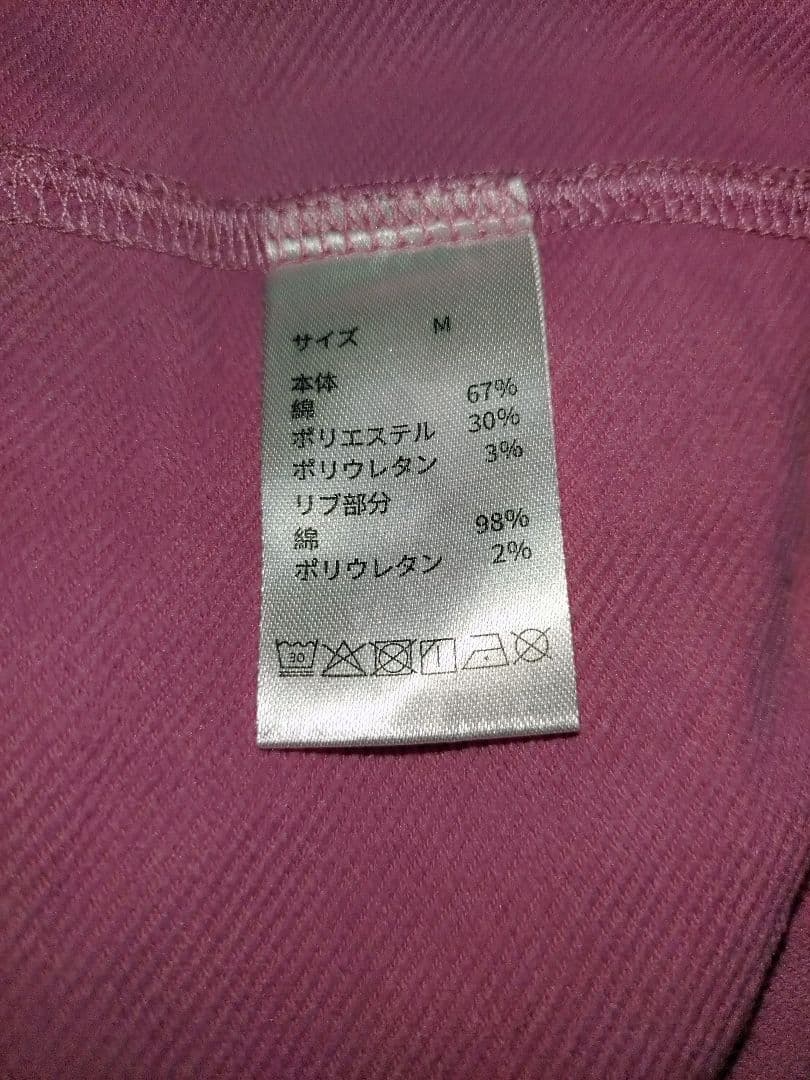 サイズ M
本体
綿 67%
ポリエステル 30%
ポリウレタン 3%
リブ部分
綿 98%
ポリウレタン 2%
30